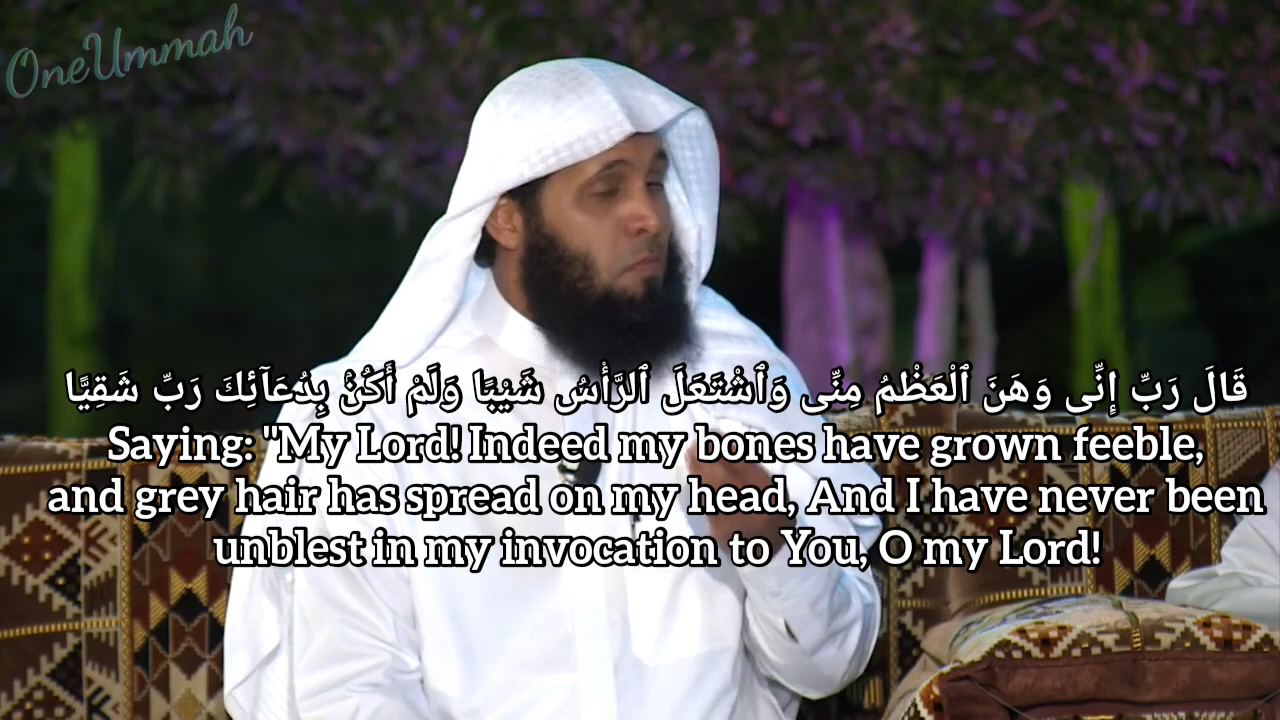 OneUmmah
قَالَ رَبِّ إِنِّى وَهَنَ ٱلْعَظْمُ مِنِّى وَٱشْتَعَلَ ٱلرَّأْسُ شَيْبًا وَلَمْ أَكُنۢ بِدُعَآئِكَ رَبِّ شَقِيًّا
Saying: "My Lord! Indeed my bones have grown feeble,
and grey hair has spread on my head, And I have never been
unblest in my invocation to You, O my Lord!